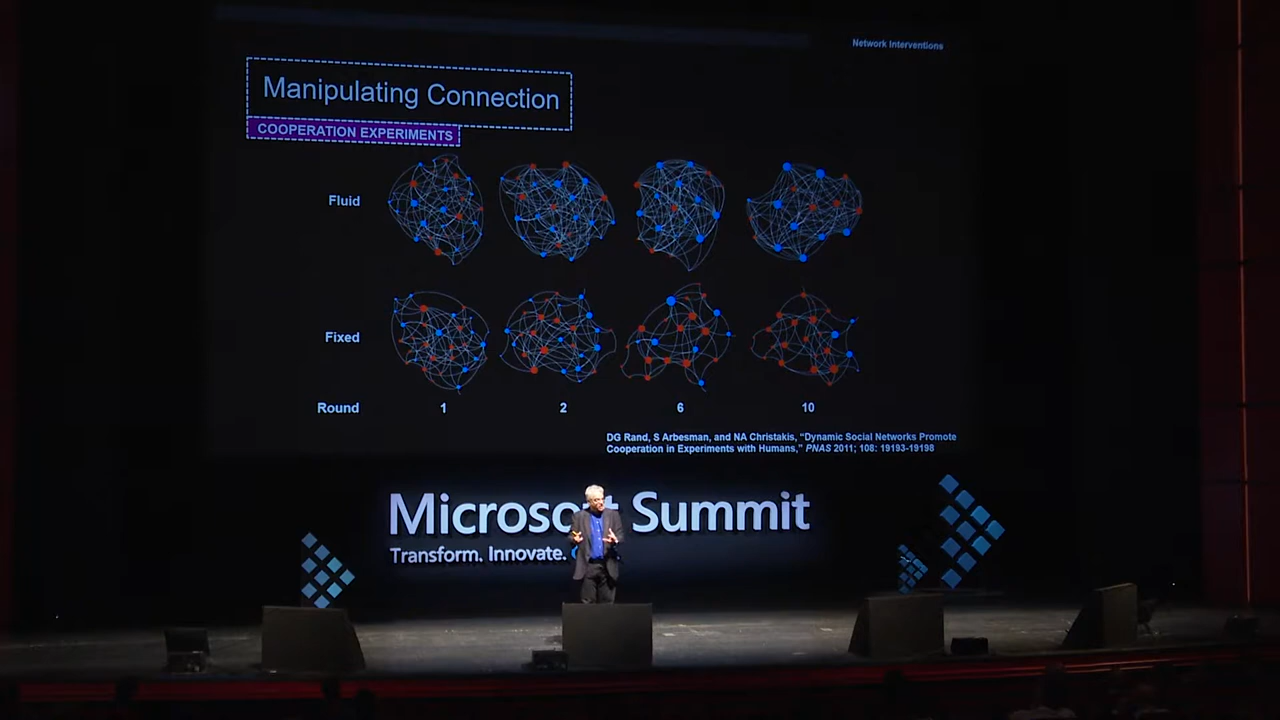 Network Interventions
Manipulating Connection
COOPERATION EXPERIMENTS
Fluid
Fixed
Round 1 2 6 10
DG Rand, S Arbesman, and NA Christakis, “Dynamic Social Networks Promote
Cooperation in Experiments with Humans,” PNAS 2011; 108: 19193-19198
Microsoft Summit
Transform. Innovate.